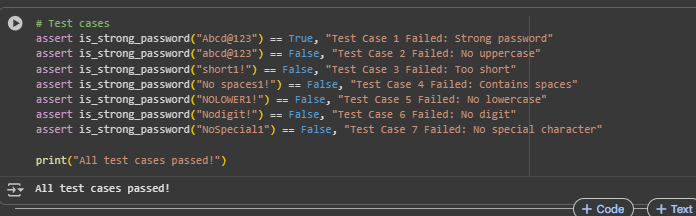 # Test cases
assert is_strong_password("Abcd@123") == True, "Test Case 1 Failed: Strong password"
assert is_strong_password("abcd@123") == False, "Test Case 2 Failed: No uppercase"
assert is_strong_password("short1!") == False, "Test Case 3 Failed: Too short"
assert is_strong_password("No spaces1!") == False, "Test Case 4 Failed: Contains spaces"
assert is_strong_password("NOLOWER1!") == False, "Test Case 5 Failed: No lowercase"
assert is_strong_password("Nodigit!") == False, "Test Case 6 Failed: No digit"
assert is_strong_password("NoSpecial1") == False, "Test Case 7 Failed: No special character"
print("All test cases passed!")
All test cases passed!
+ Code + Text